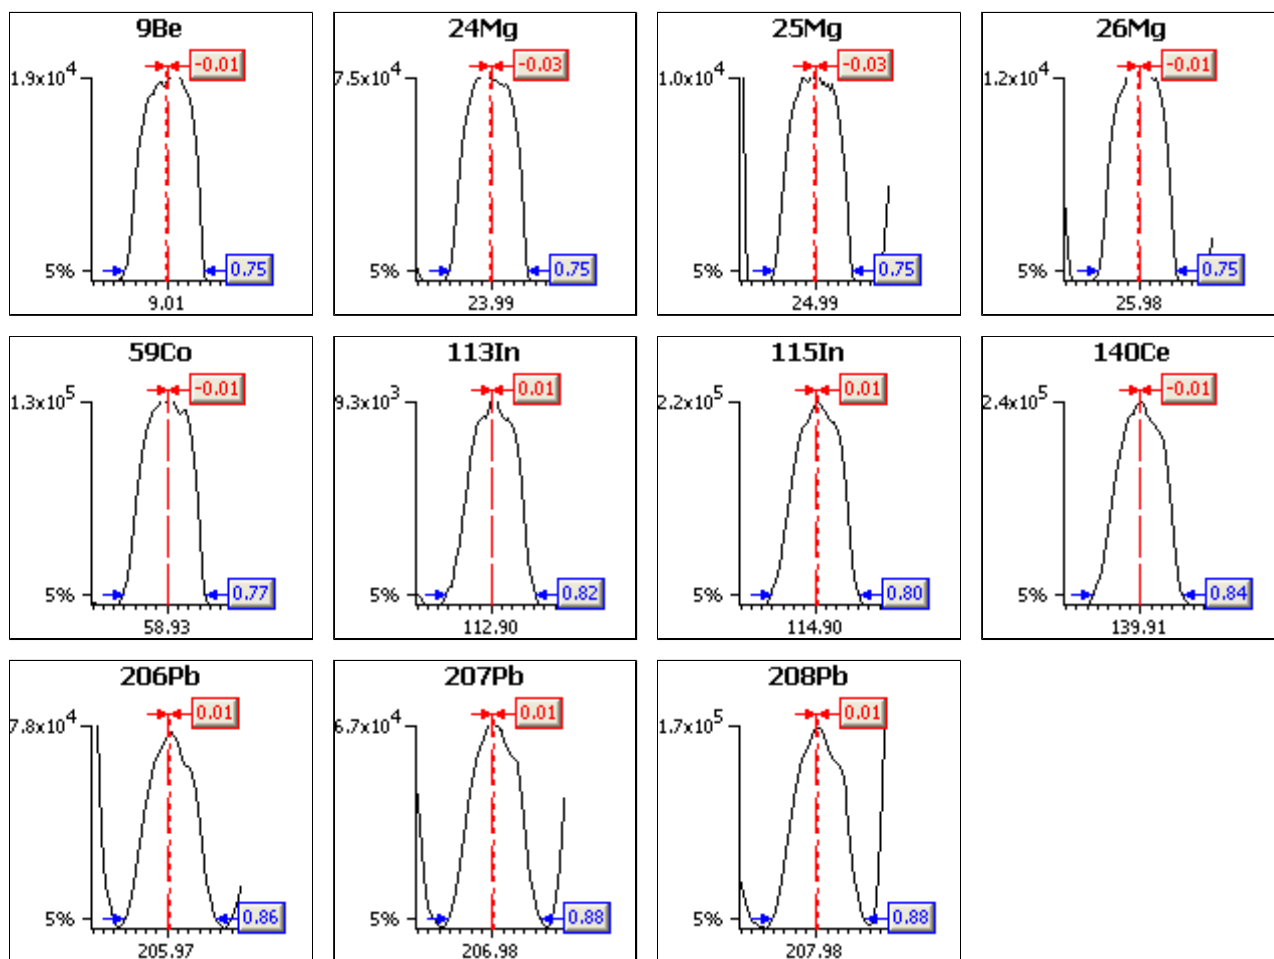 9Be
-0.01
1.9x10⁴
5%
0.75
9.01
24Mg
-0.03
7.5x10⁴
5%
0.75
23.99
25Mg
-0.03
1.0x10⁴
5%
0.75
24.99
26Mg
-0.01
1.2x10⁴
5%
0.75
25.98
59Co
-0.01
1.3x10⁵
5%
0.77
58.93
113In
0.01
9.3x10³
5%
0.82
112.90
115In
0.01
2.2x10⁵
5%
0.80
114.90
140Ce
-0.01
2.4x10⁵
5%
0.84
139.91
206Pb
0.01
7.8x10⁴
5%
0.86
205.97
207Pb
0.01
6.7x10⁴
5%
0.88
206.98
208Pb
0.01
1.7x10⁵
5%
0.88
207.98